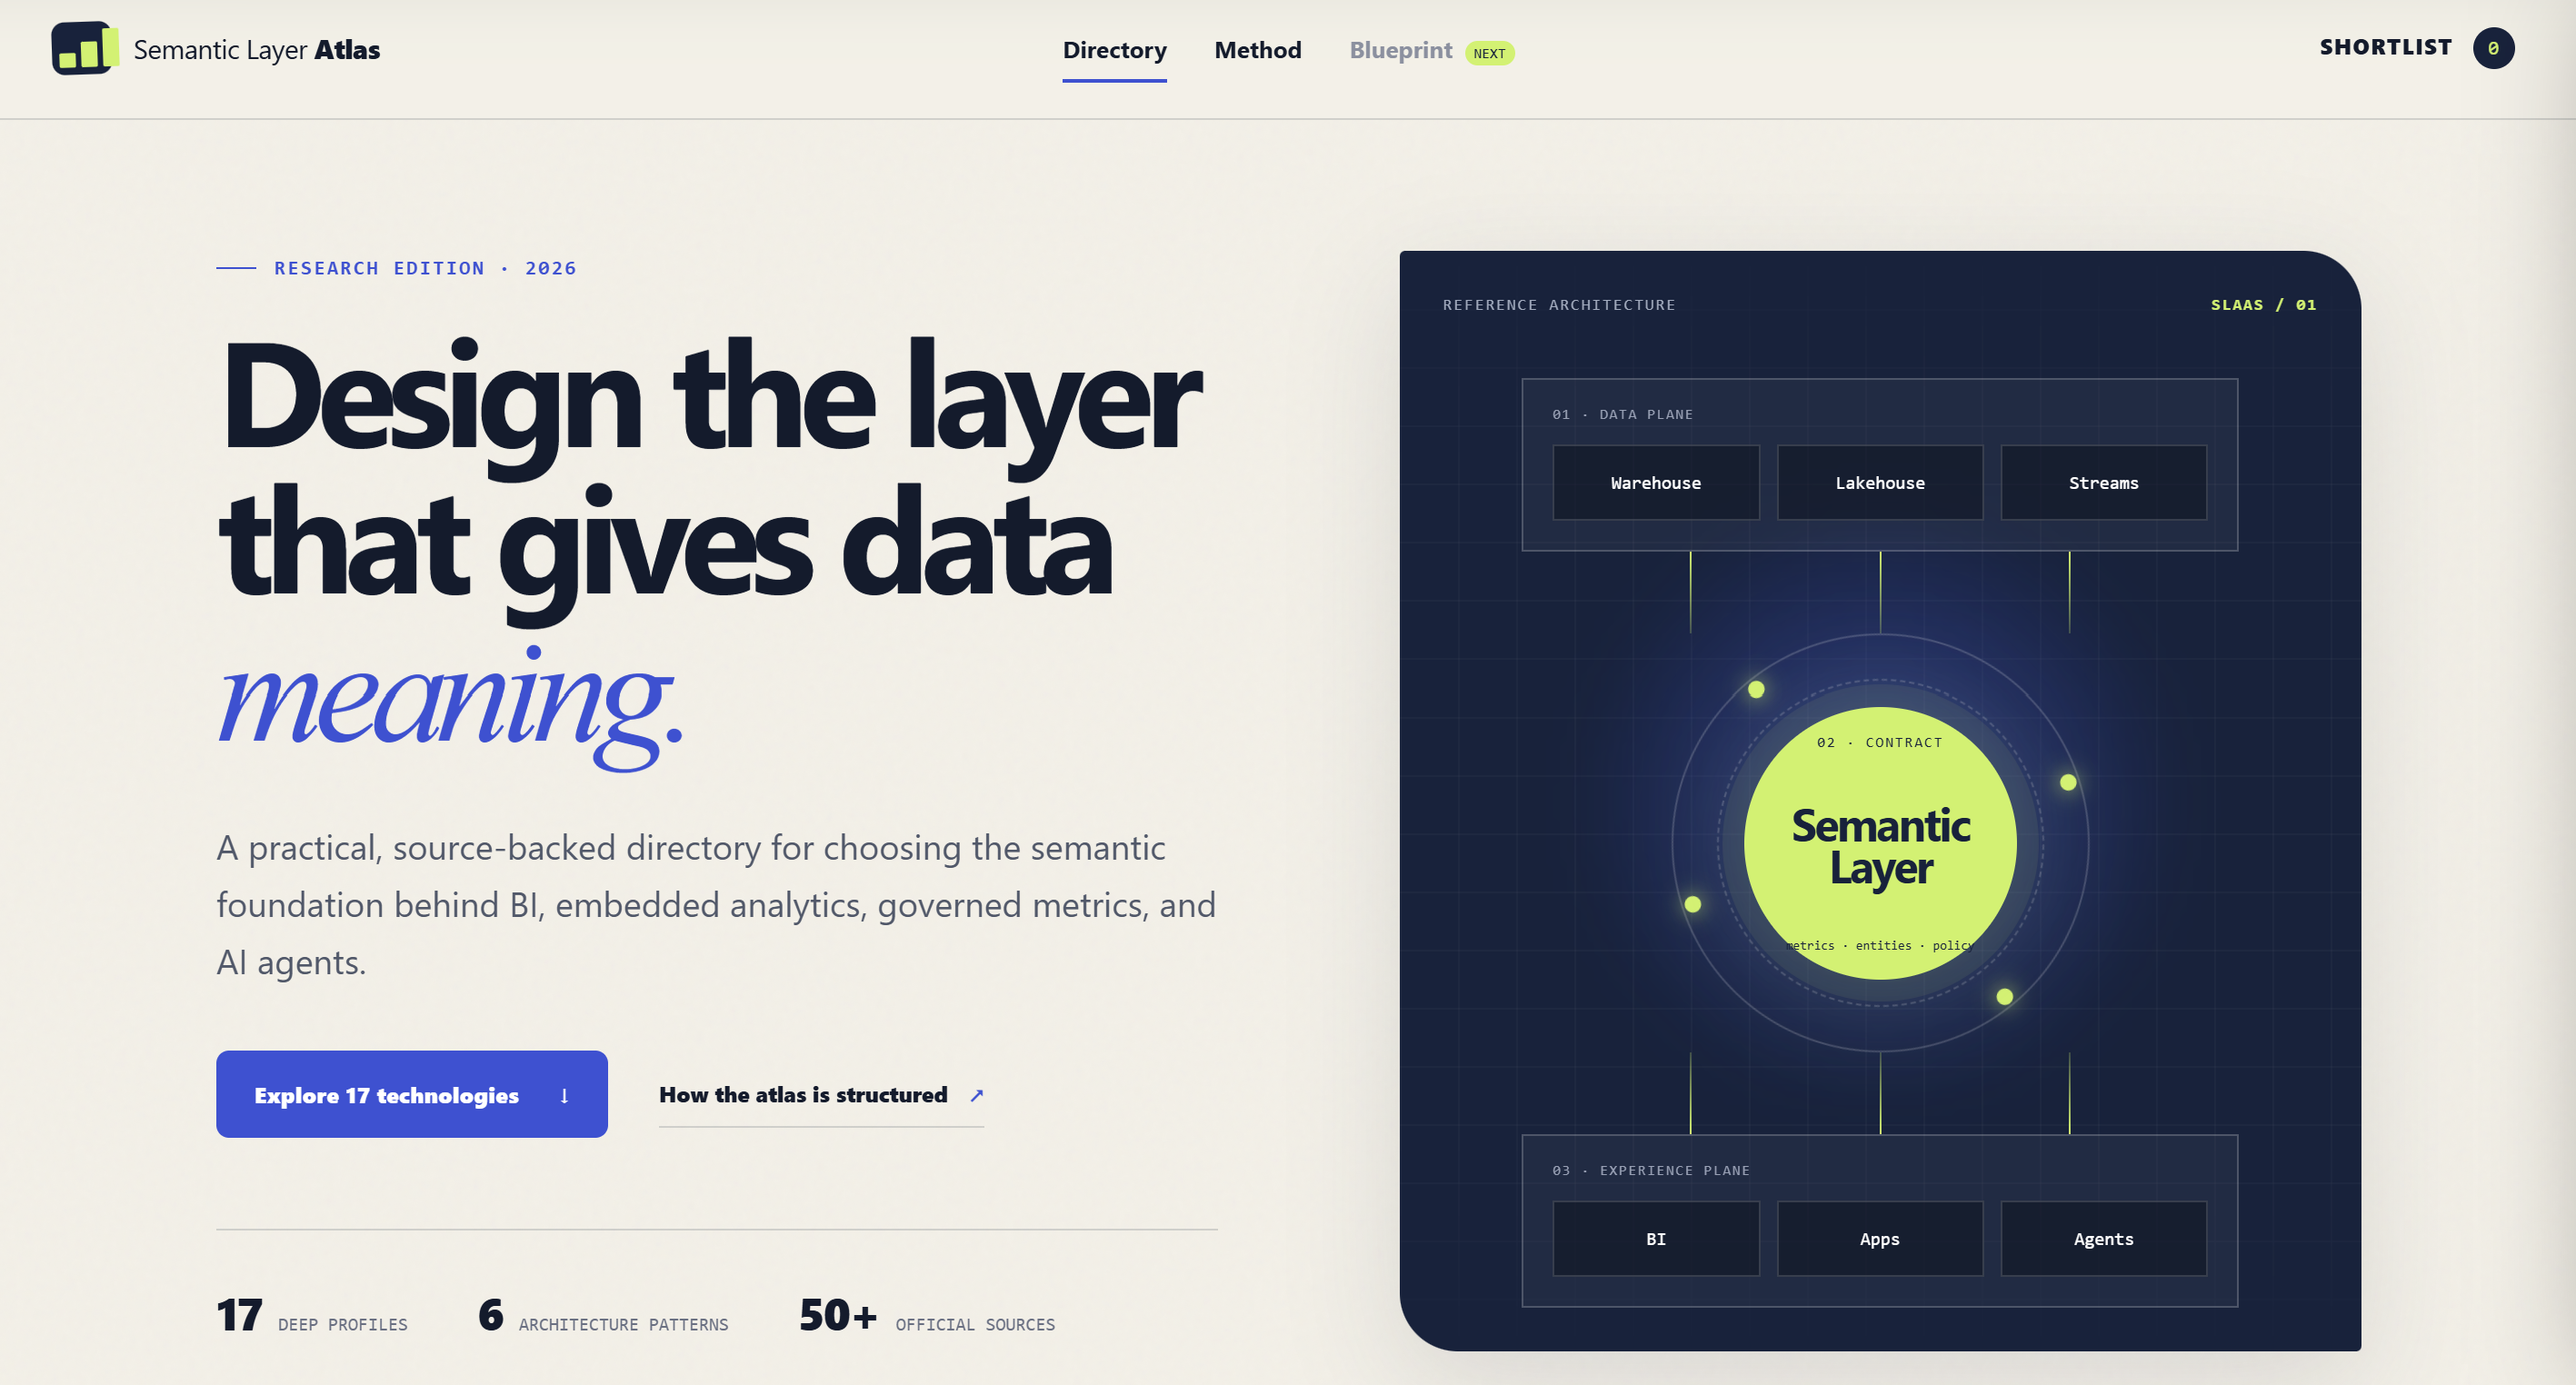 Semantic Layer Atlas
Directory
Method
Blueprint NEXT
SHORTLIST 0
RESEARCH EDITION · 2026
Design the layer
that gives data
meaning.
A practical, source-backed directory for choosing the semantic
foundation behind BI, embedded analytics, governed metrics, and
AI agents.
Explore 17 technologies ↓
How the atlas is structured ↗
17 DEEP PROFILES
6 ARCHITECTURE PATTERNS
50+ OFFICIAL SOURCES
REFERENCE ARCHITECTURE
SLAAS / 01
01 · DATA PLANE
Warehouse
Lakehouse
Streams
02 · CONTRACT
Semantic
Layer
metrics · entities · policy
03 · EXPERIENCE PLANE
BI
Apps
Agents